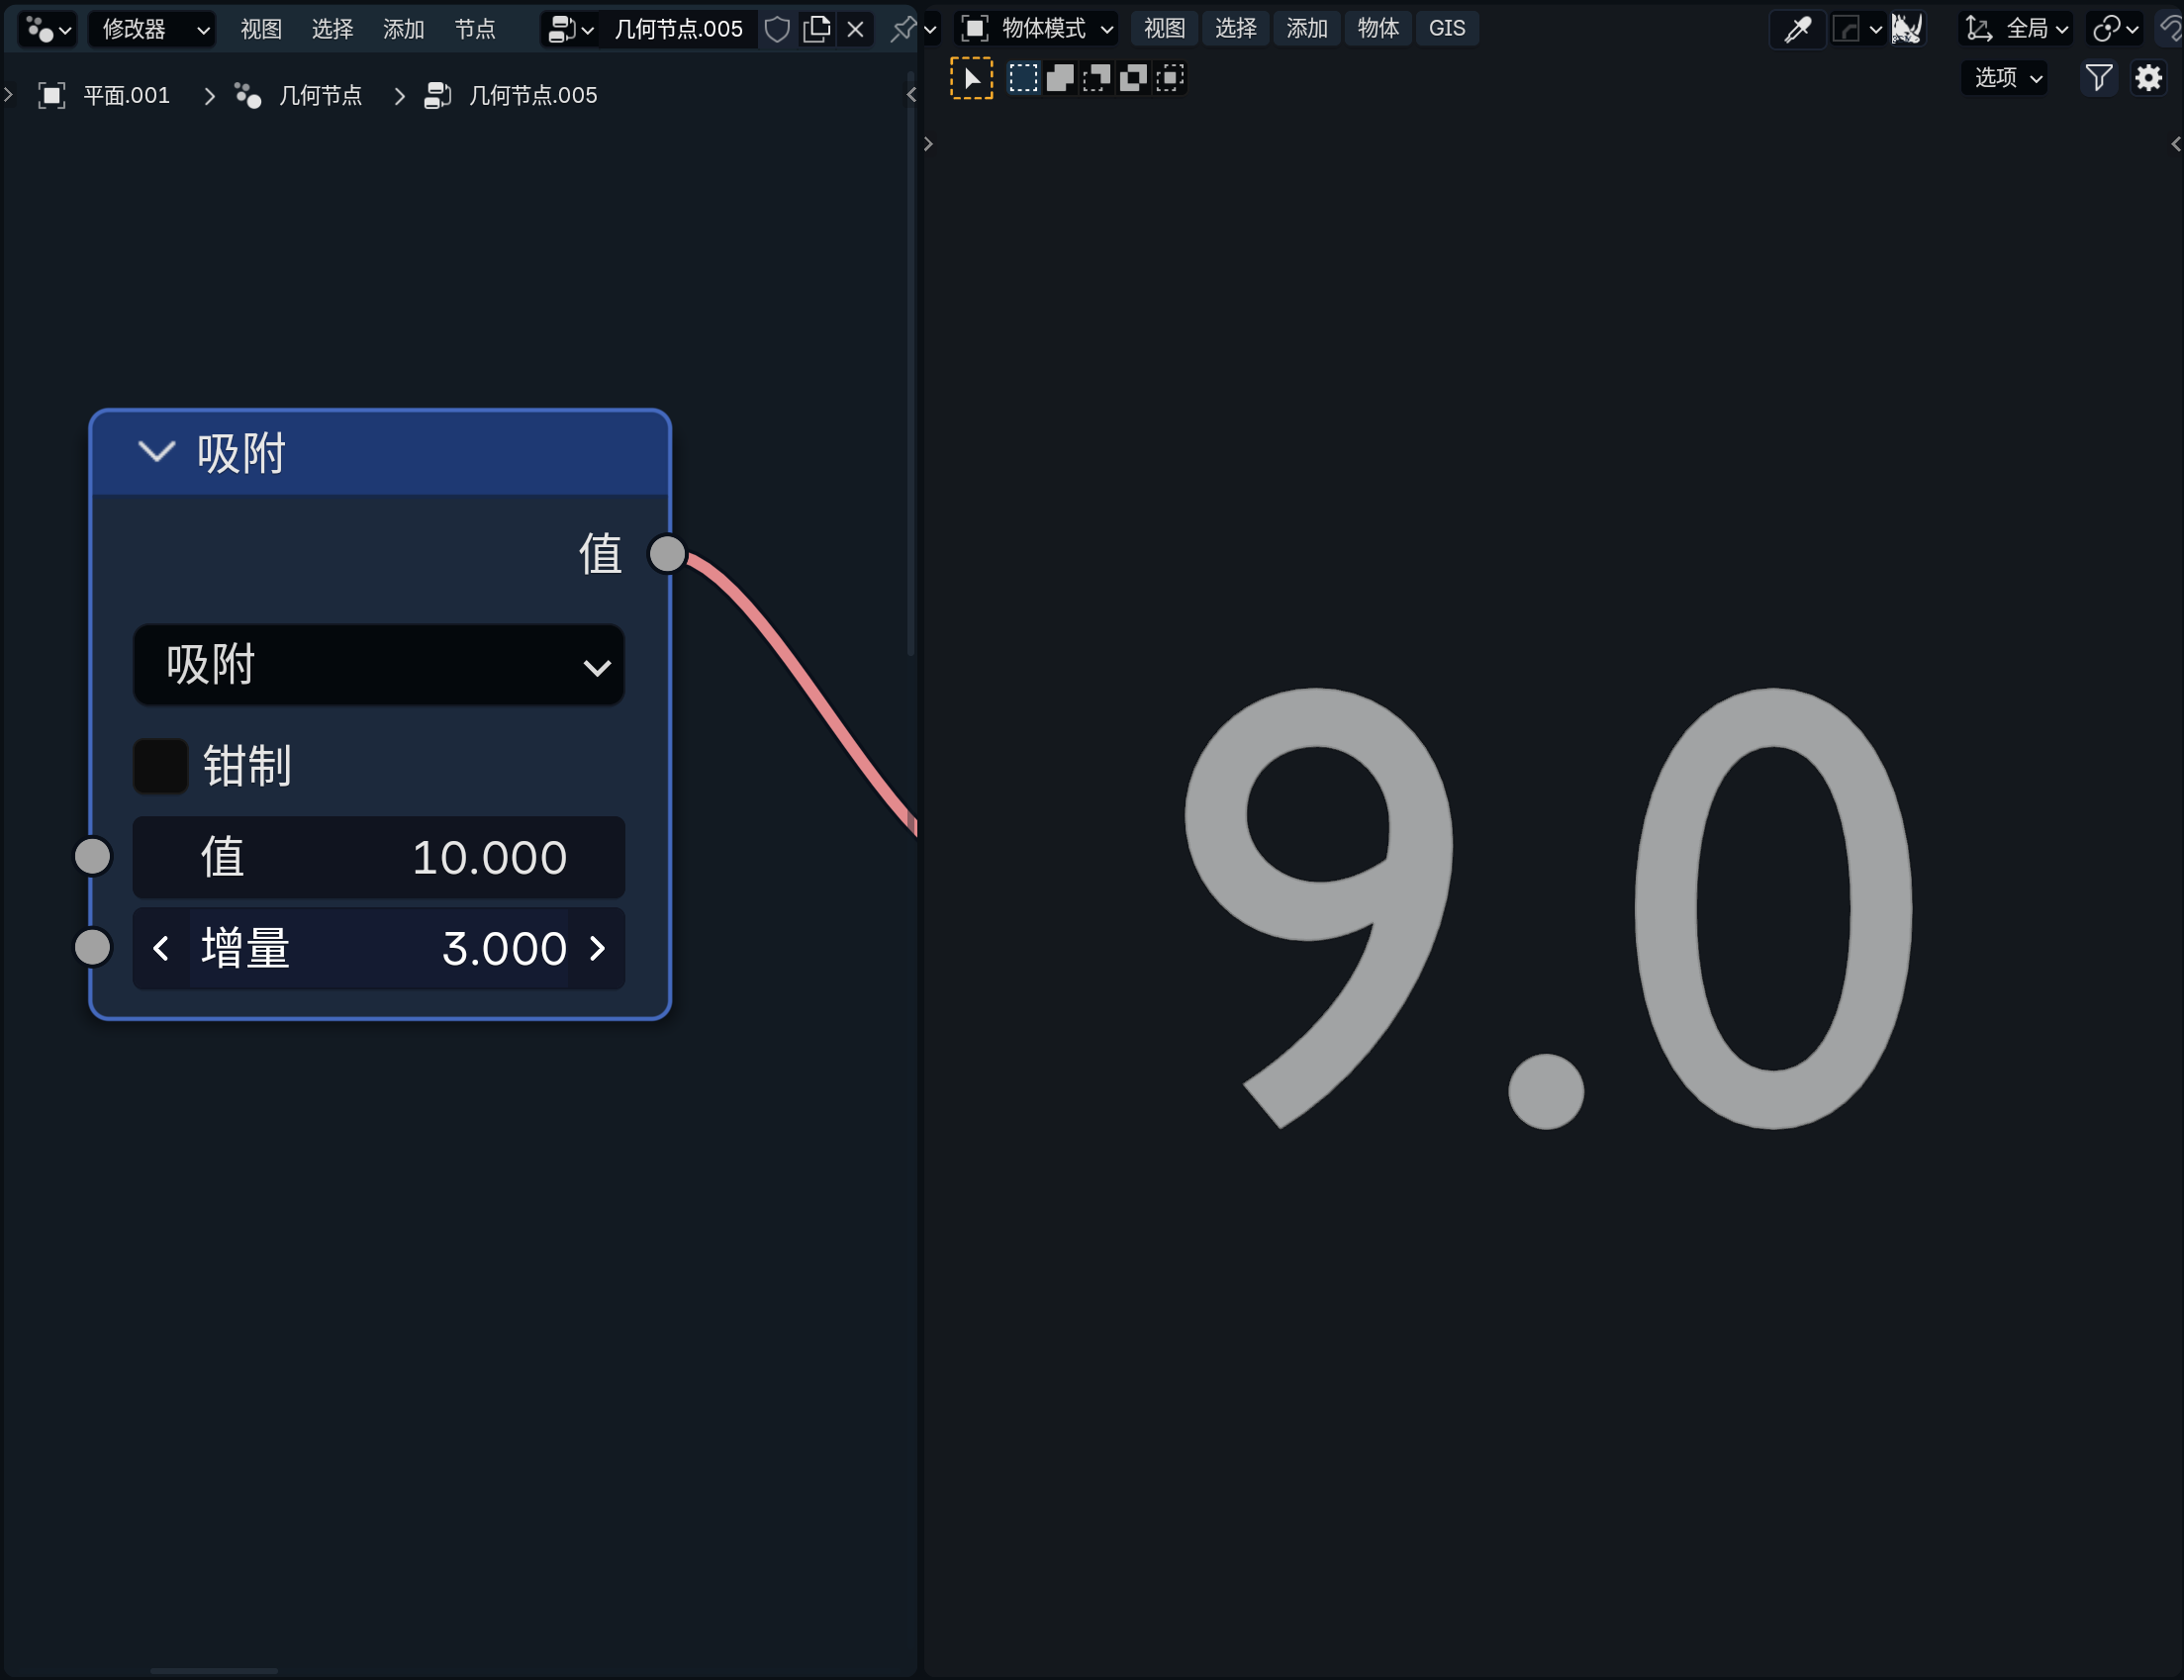 修改器 视图 选择 添加 节点 几何节点.005
平面.001 几何节点 几何节点.005
吸附
值
吸附
钳制
值 10.000
增量 3.000
物体模式 视图 选择 添加 物体 GIS 全局
选项
9.0